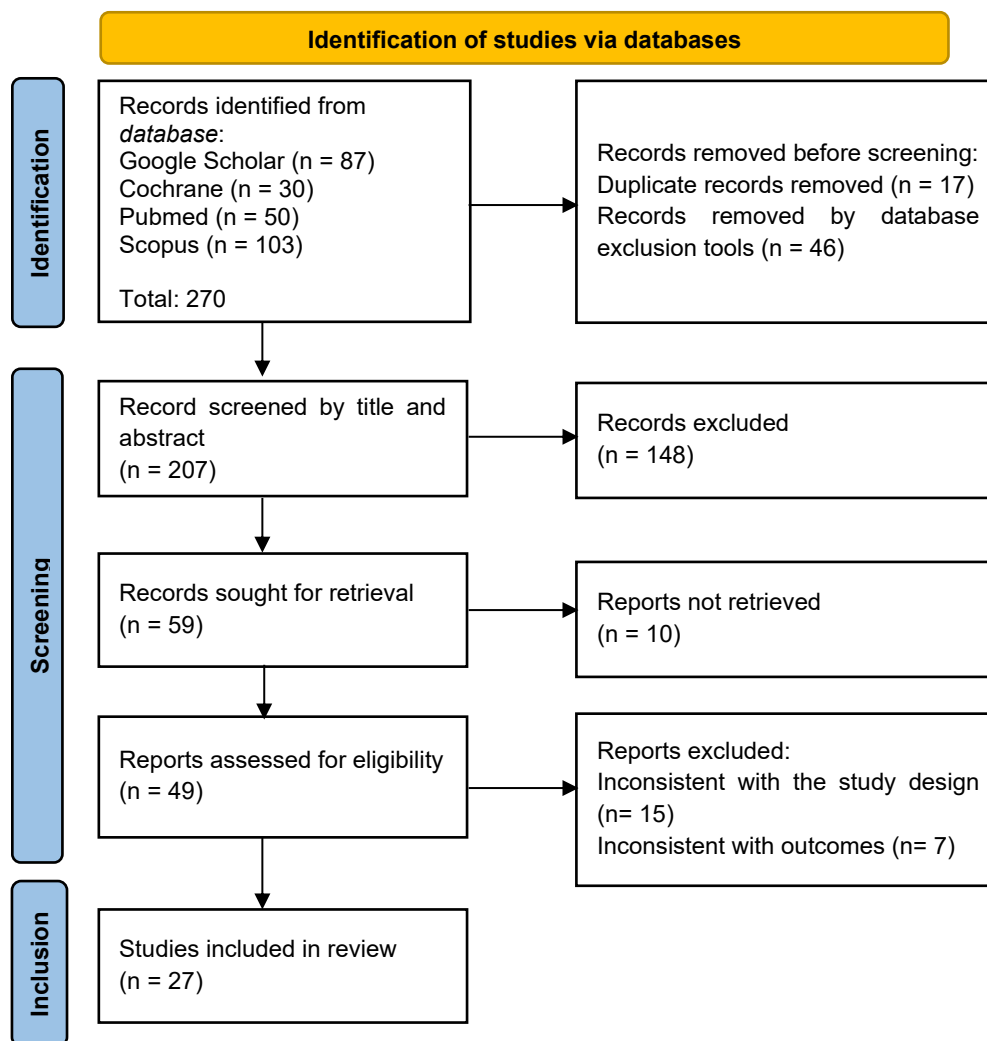 Identification of studies via databases
Identification
Records identified from
database:
Google Scholar (n = 87)
Cochrane (n = 30)
Pubmed (n = 50)
Scopus (n = 103)
Total: 270
Records removed before screening:
Duplicate records removed (n = 17)
Records removed by database
exclusion tools (n = 46)
Screening
Record screened by title and
abstract
(n = 207)
Records excluded
(n = 148)
Records sought for retrieval
(n = 59)
Reports not retrieved
(n = 10)
Reports assessed for eligibility
(n = 49)
Reports excluded:
Inconsistent with the study design
(n= 15)
Inconsistent with outcomes (n= 7)
Inclusion
Studies included in review
(n = 27)